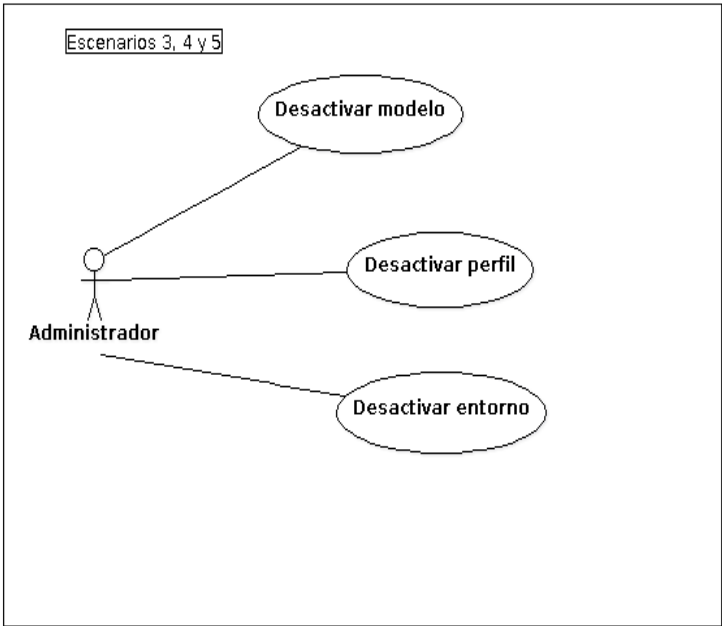 Escenarios 3, 4 y 5
Desactivar modelo
Desactivar perfil
Administrador
Desactivar entorno